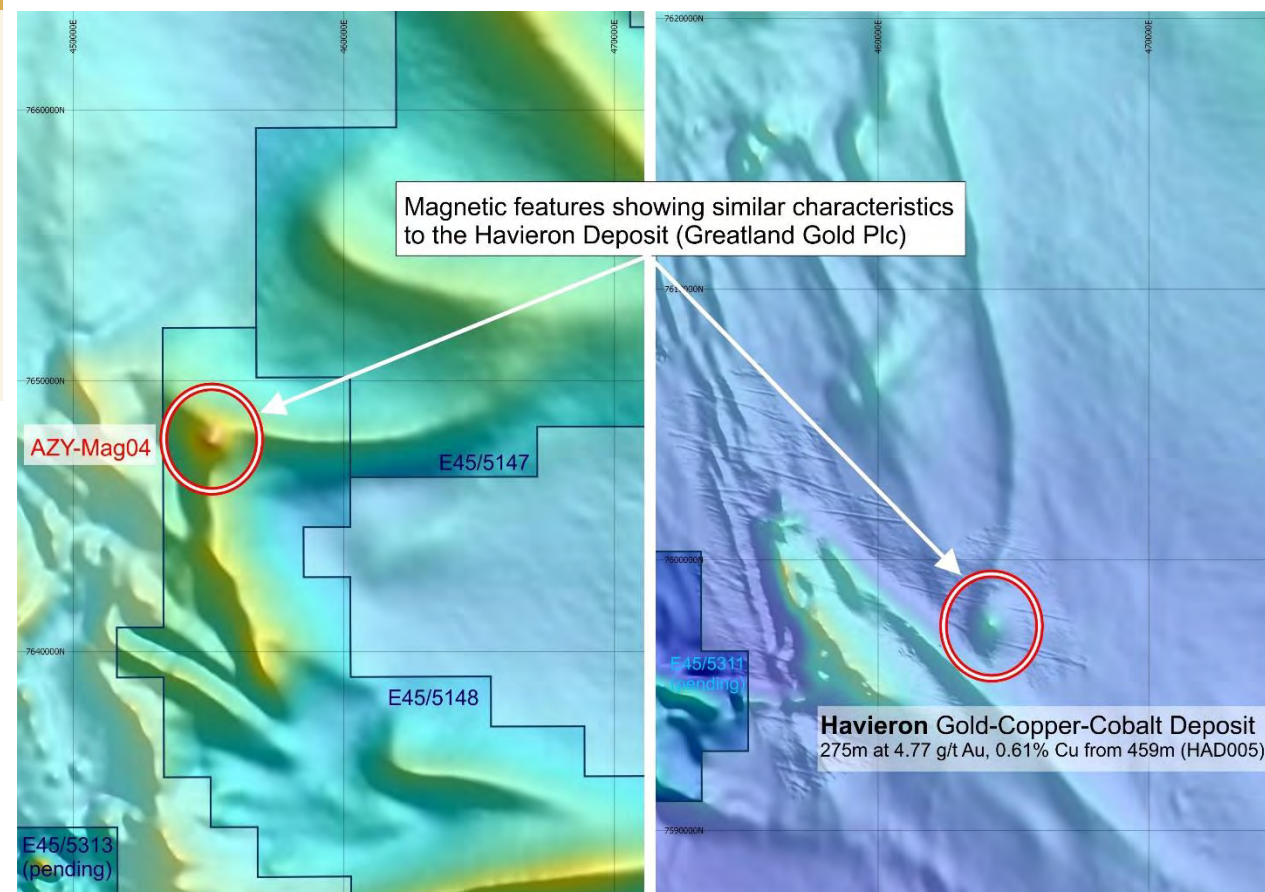 450000E
460000E
470000E
7620000N
460000E
470000E
7660000N
Magnetic features showing similar characteristics
to the Havieron Deposit (Greatland Gold Plc)
7610000N
7650000N
AZY-Mag04
E45/5147
7600000N
7640000N
E45/5148
E45/5311
(pending)
Havieron Gold-Copper-Cobalt Deposit
275m at 4.77 g/t Au, 0.61% Cu from 459m (HAD005)
7590000N
E45/5313
(pending)